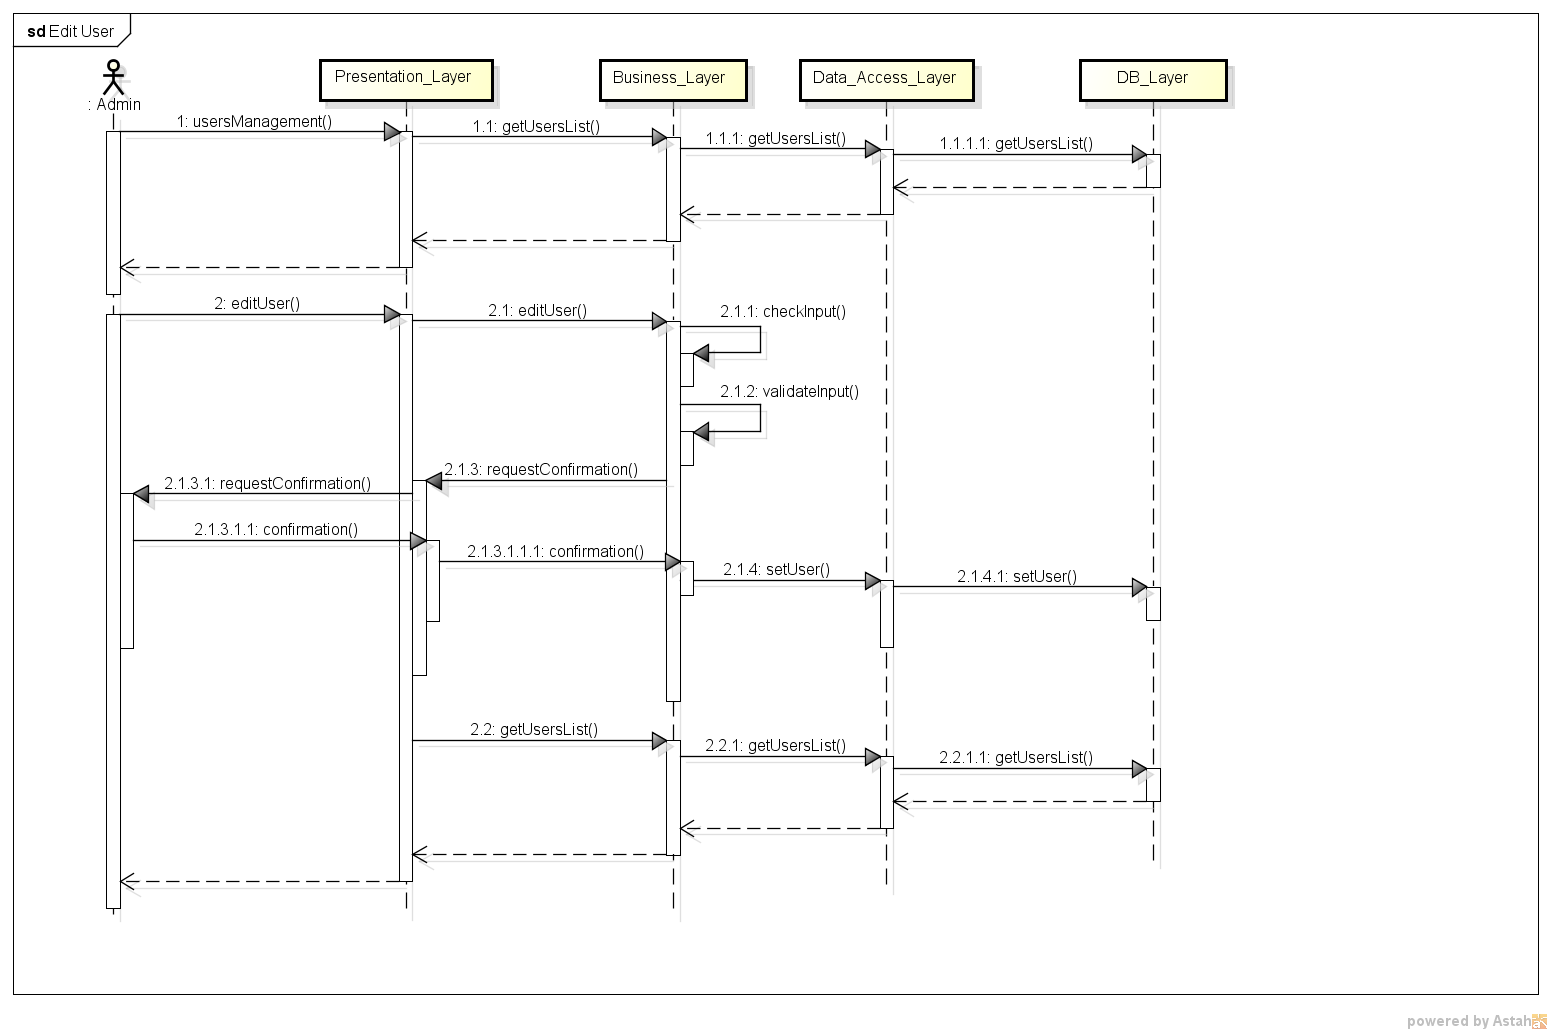 sd Edit User
: Admin
Presentation_Layer
Business_Layer
Data_Access_Layer
DB_Layer
1: usersManagement()
1.1: getUsersList()
1.1.1: getUsersList()
1.1.1.1: getUsersList()
2: editUser()
2.1: editUser()
2.1.1: checkInput()
2.1.2: validateInput()
2.1.3: requestConfirmation()
2.1.3.1: requestConfirmation()
2.1.3.1.1: confirmation()
2.1.3.1.1.1: confirmation()
2.1.4: setUser()
2.1.4.1: setUser()
2.2: getUsersList()
2.2.1: getUsersList()
2.2.1.1: getUsersList()
powered by Astah